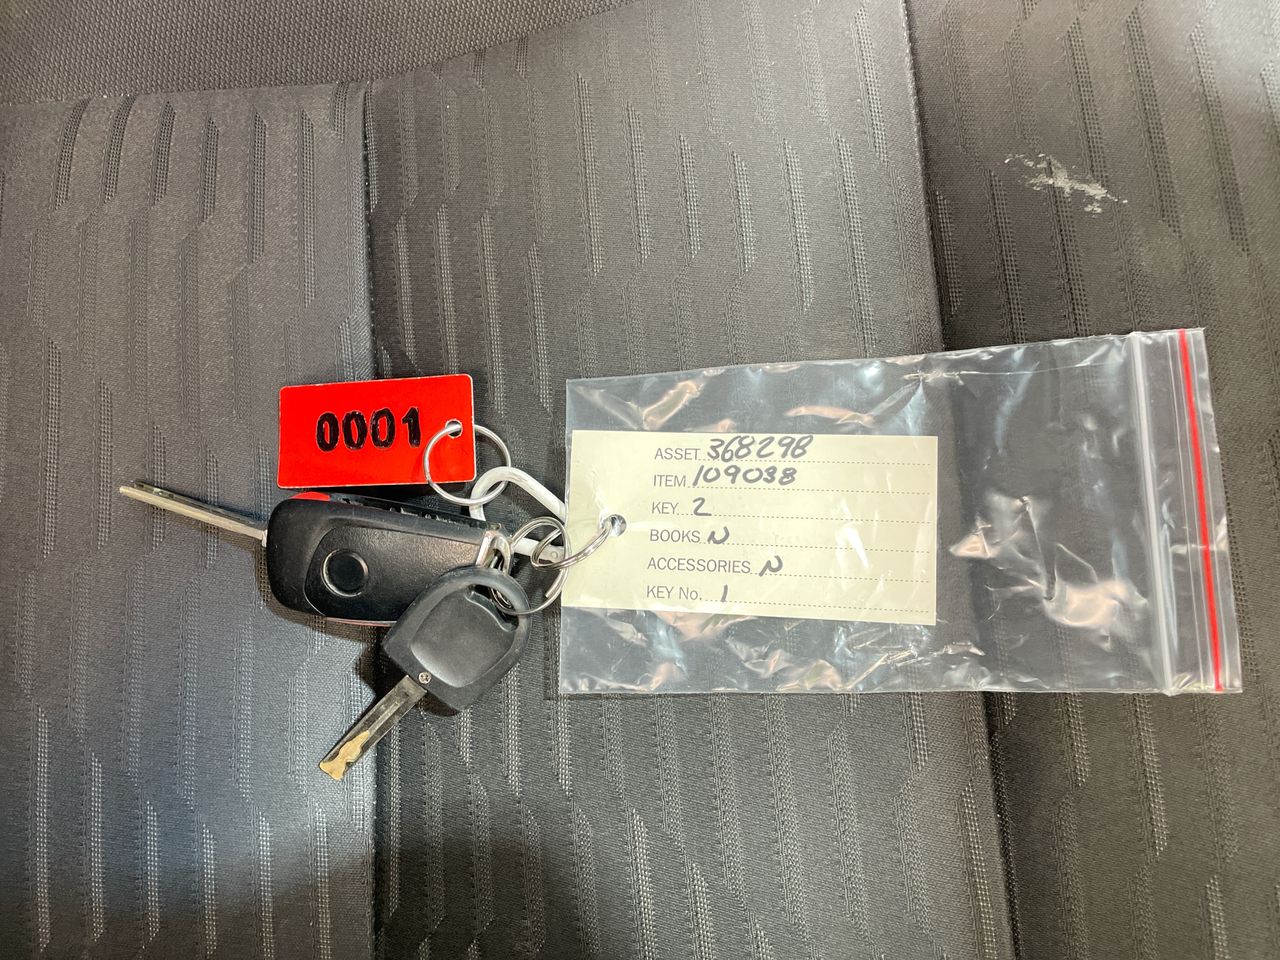 0001
ASSET 368298
ITEM 109038
KEY 2
BOOKS N
ACCESSORIES N
KEY No. 1